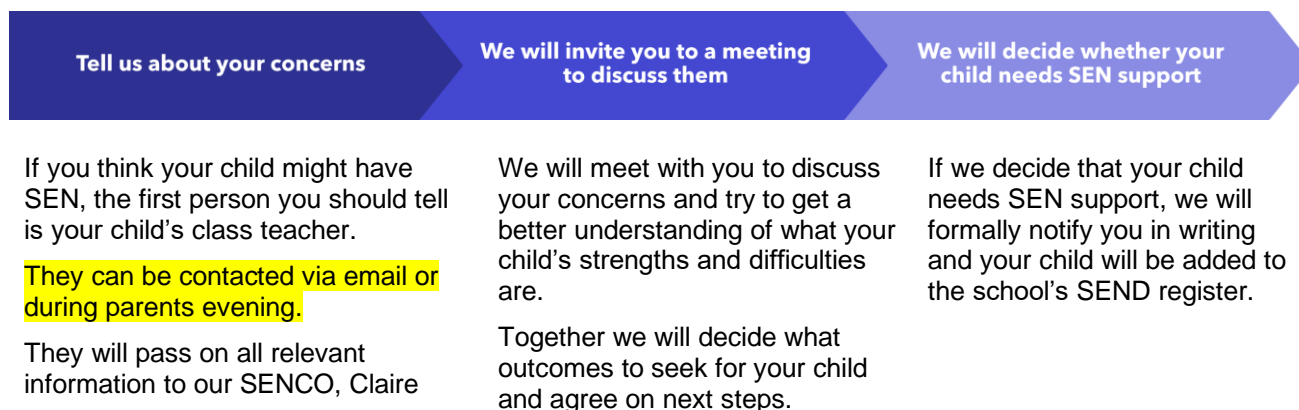 Tell us about your concerns
We will invite you to a meeting
to discuss them
We will decide whether your
child needs SEN support
If you think your child might have
SEN, the first person you should tell
is your child's class teacher.
They can be contacted via email or
during parents evening.
They will pass on all relevant
information to our SENCO, Claire
We will meet with you to discuss
your concerns and try to get a
better understanding of what your
child's strengths and difficulties
are.
Together we will decide what
outcomes to seek for your child
and agree on next steps.
If we decide that your child
needs SEN support, we will
formally notify you in writing
and your child will be added to
the school's SEND register.